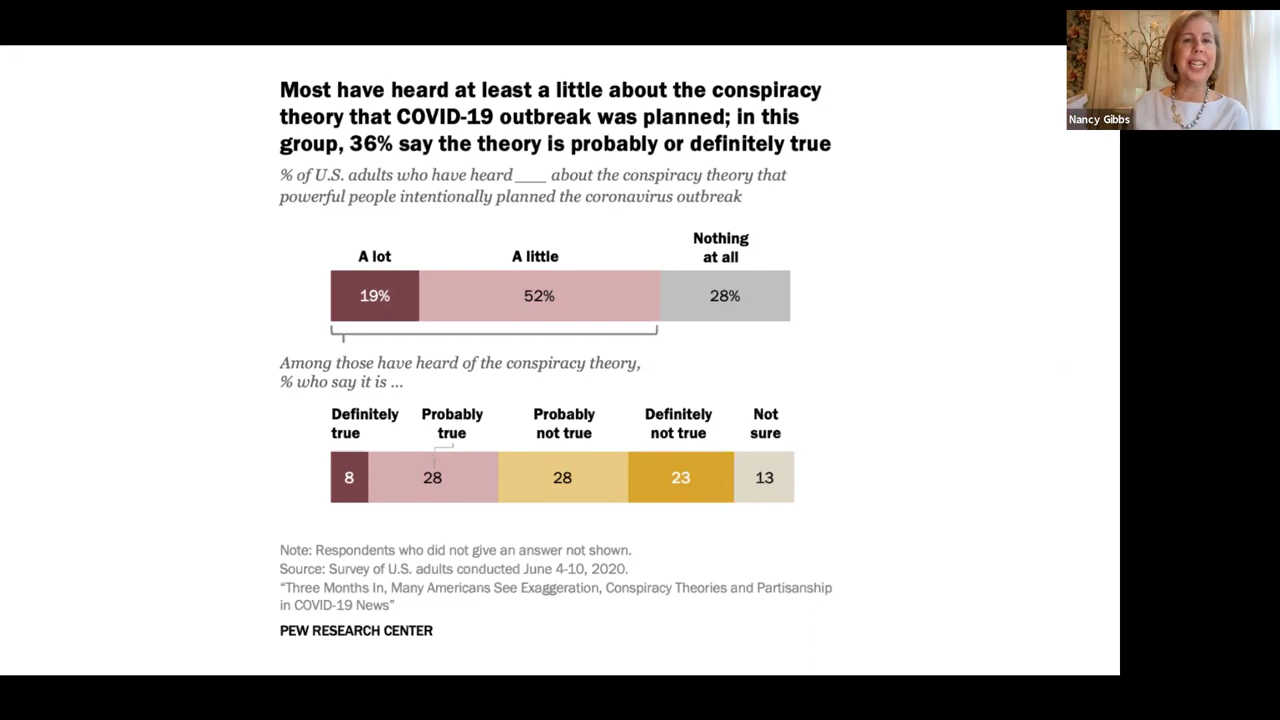 Most have heard at least a little about the conspiracy
theory that COVID-19 outbreak was planned; in this
group, 36% say the theory is probably or definitely true
% of U.S. adults who have heard ___ about the conspiracy theory that
powerful people intentionally planned the coronavirus outbreak
A lot
A little
Nothing
at all
19%
52%
28%
Among those have heard of the conspiracy theory,
% who say it is ...
Definitely
true
Probably
true
Probably
not true
Definitely
not true
Not
sure
8
28
28
23
13
Note: Respondents who did not give an answer not shown.
Source: Survey of U.S. adults conducted June 4-10, 2020.
“Three Months In, Many Americans See Exaggeration, Conspiracy Theories and Partisanship
in COVID-19 News”
PEW RESEARCH CENTER
Nancy Gibbs